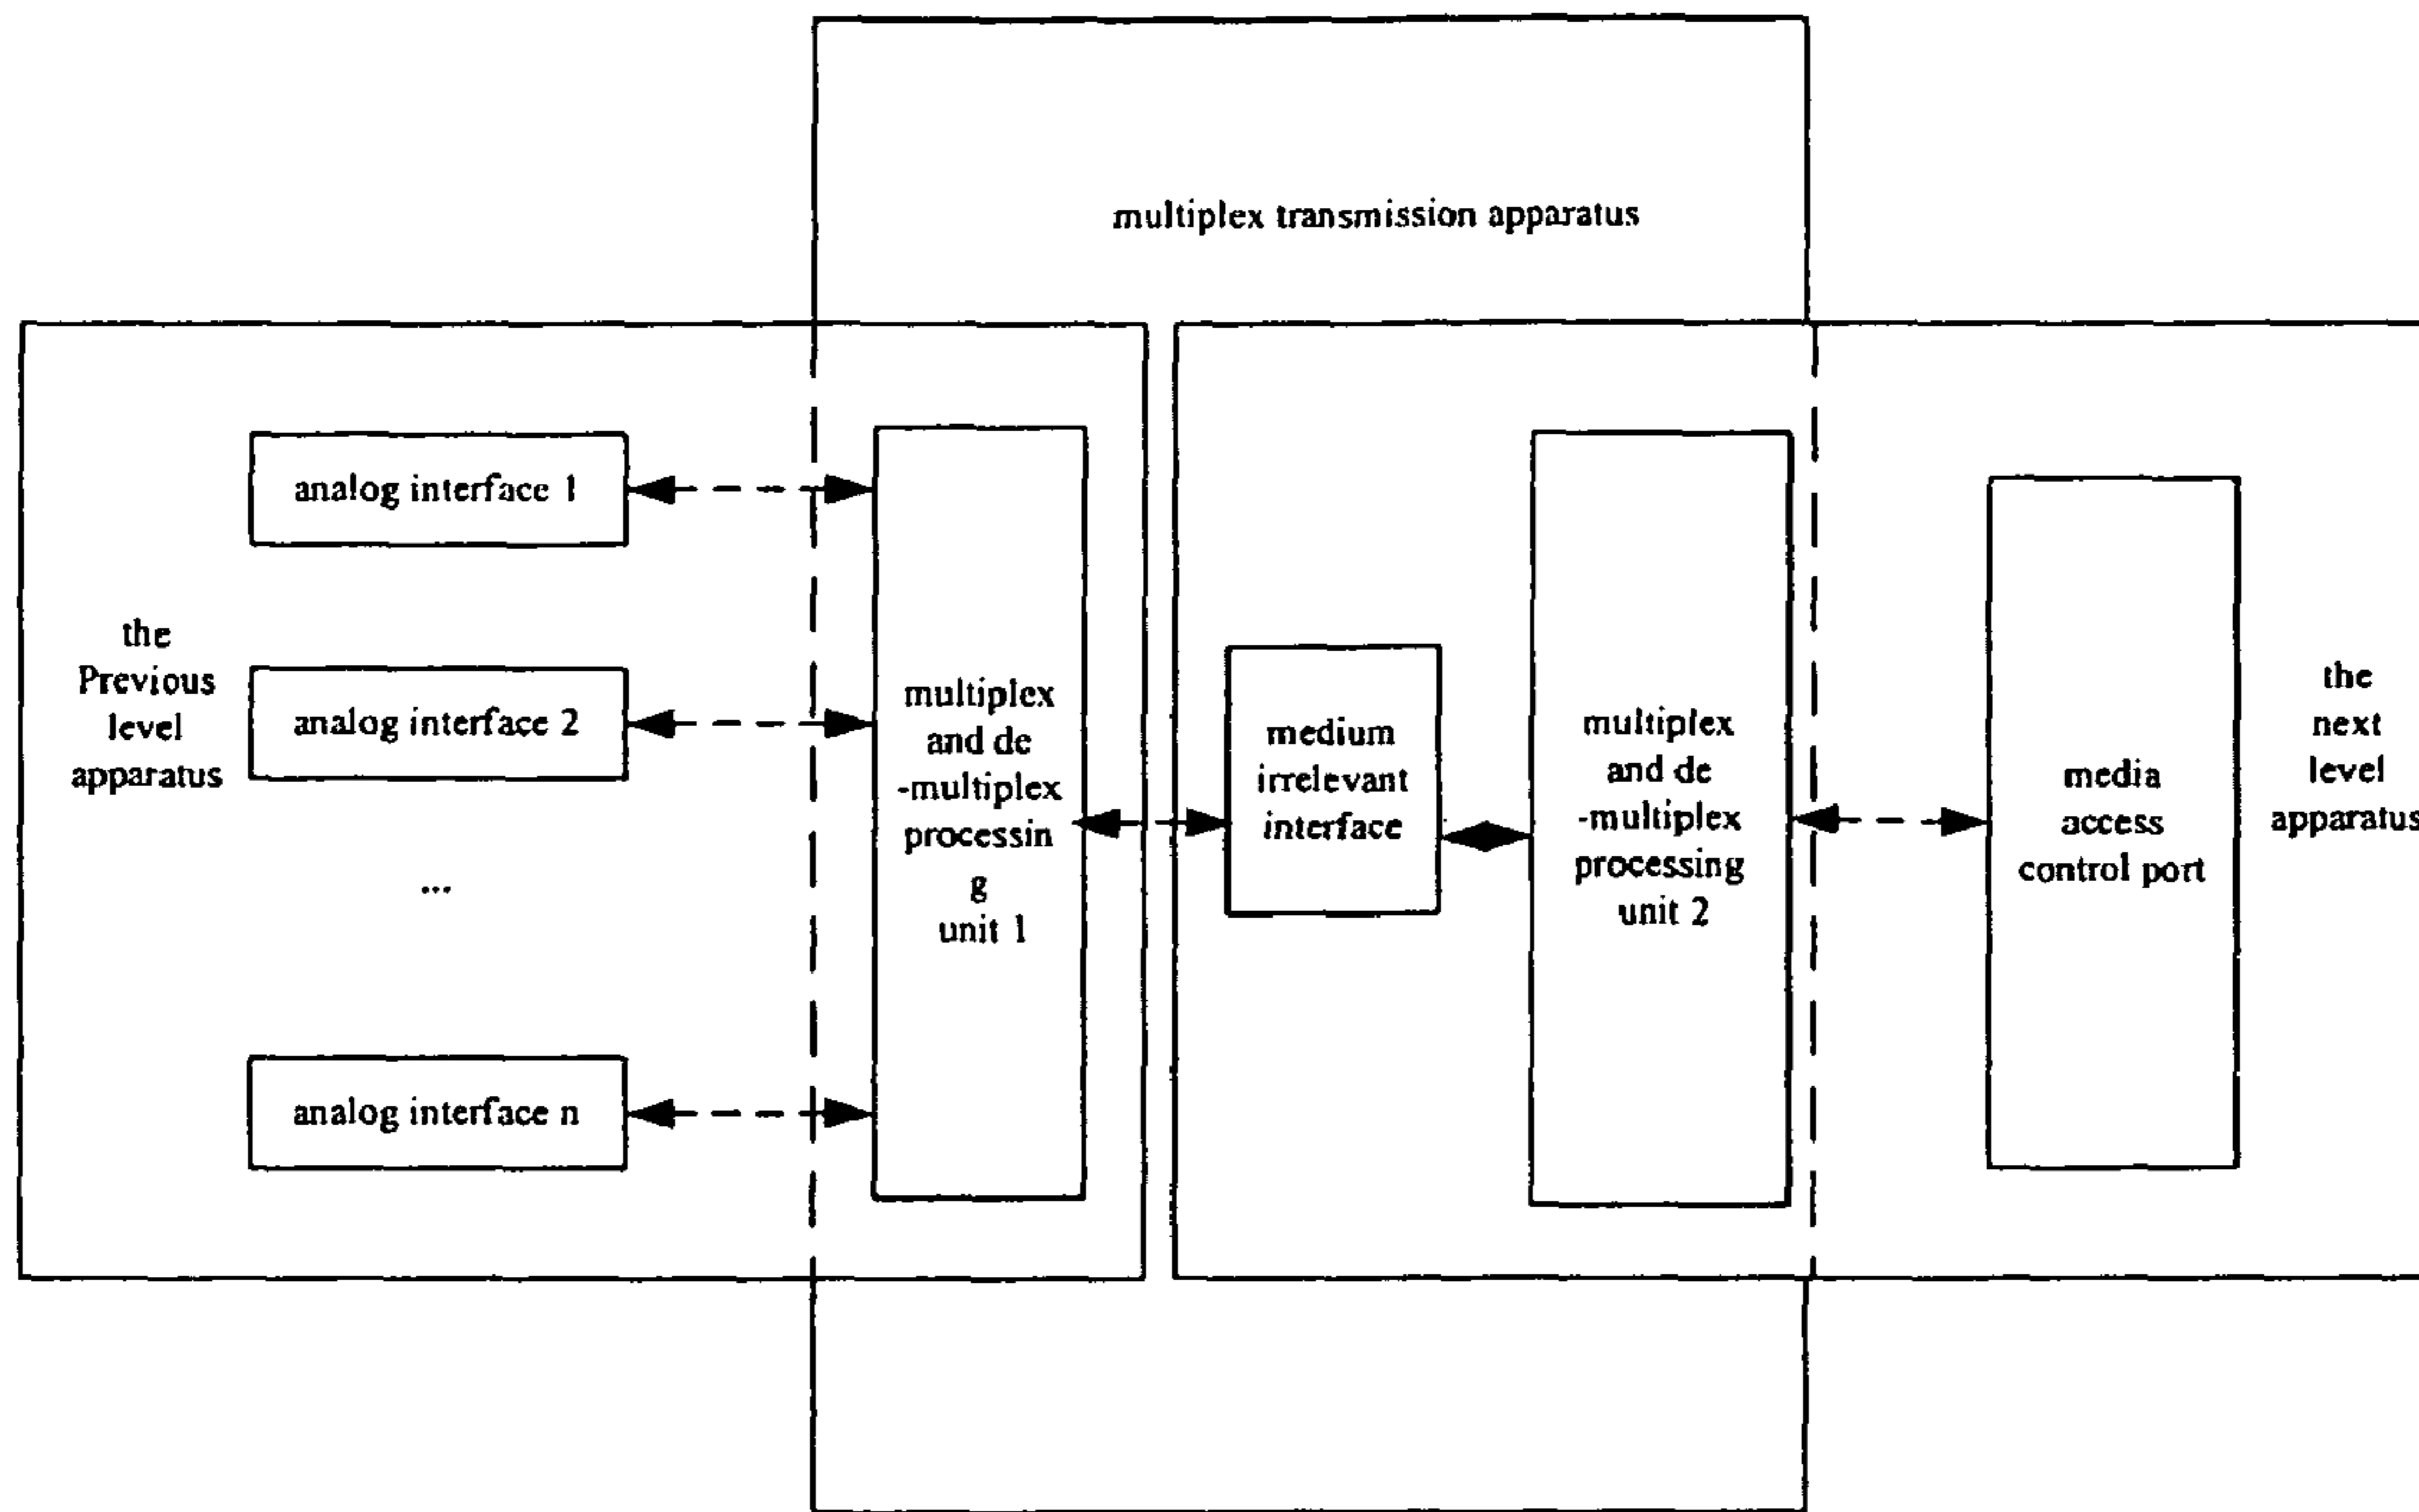 multiplex transmission apparatus
the
Previous
level
apparatus
analog interface 1
analog interface 2
...
analog interface n
multiplex
and de
-multiplex
processin
g
unit 1
medium
irrelevant
interface
multiplex
and de
-multiplex
processing
unit 2
media
access
control port
the
next
level
apparatus